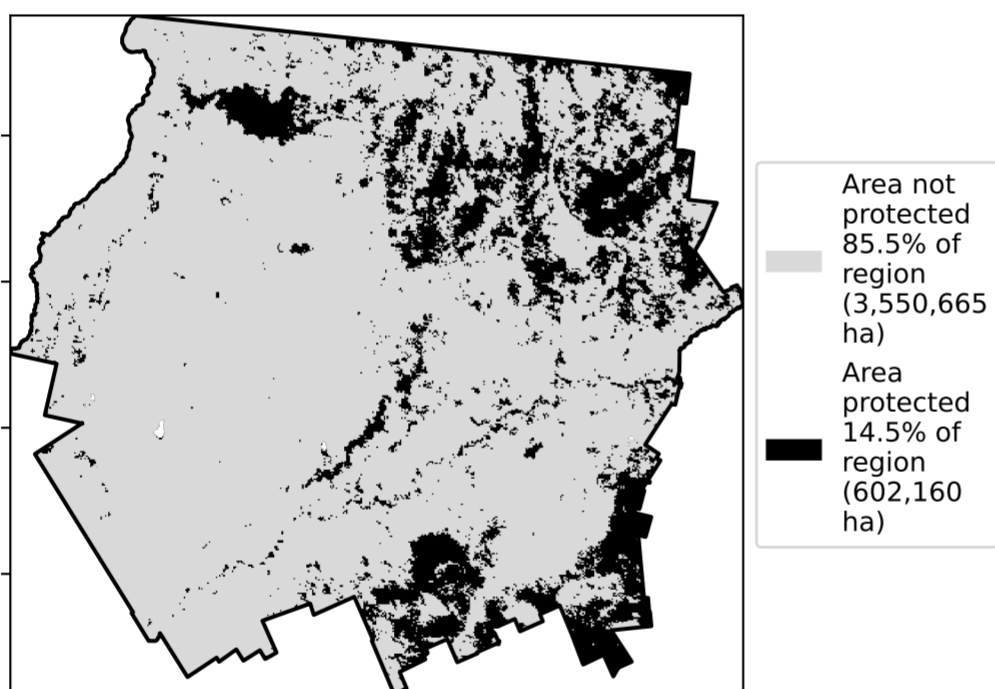 Area not
protected
85.5% of
region
(3,550,665
ha)
Area
protected
14.5% of
region
(602,160
ha)